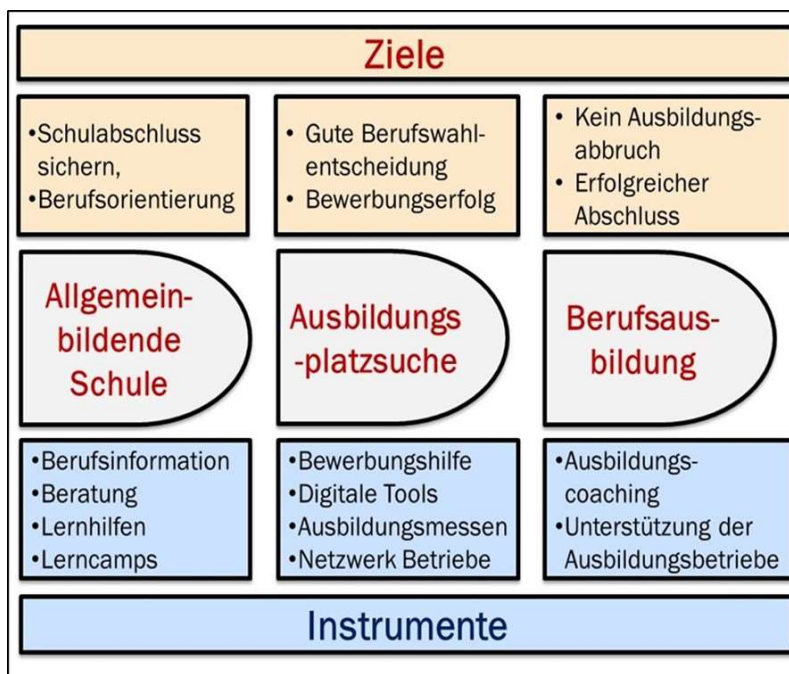 Ziele
•Schulabschluss
sichern,
•Berufsorientierung
• Gute Berufswahl-
entscheidung
• Bewerbungserfolg
• Kein Ausbildungs-
abbruch
• Erfolgreicher
Abschluss
Allgemein-
bildende
Schule
Ausbildungs
-platzsuche
Berufsaus-
bildung
•Berufsinformation
•Beratung
•Lernhilfen
•Lerncamps
•Bewerbungshilfe
•Digitale Tools
•Ausbildungsmessen
•Netzwerk Betriebe
•Ausbildungs-
coaching
•Unterstützung der
Ausbildungsbetriebe
Instrumente